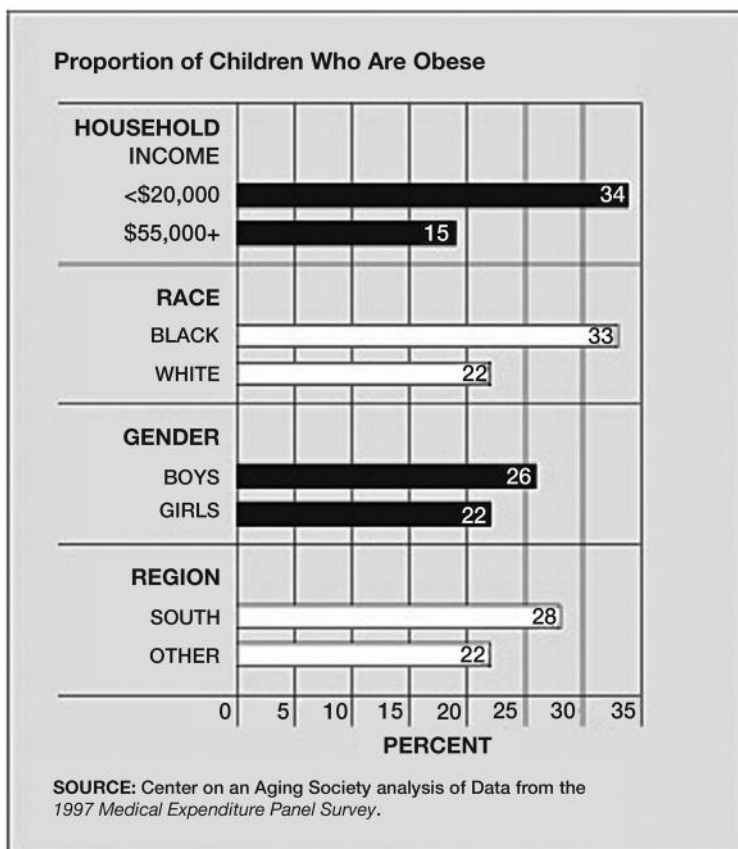 Proportion of Children Who Are Obese
HOUSEHOLD
INCOME
<$20,000 34
$55,000+ 15
RACE
BLACK 33
WHITE 22
GENDER
BOYS 26
GIRLS 22
REGION
SOUTH 28
OTHER 22
0 5 10 15 20 25 30 35
PERCENT
SOURCE: Center on an Aging Society analysis of Data from the
1997 Medical Expenditure Panel Survey.